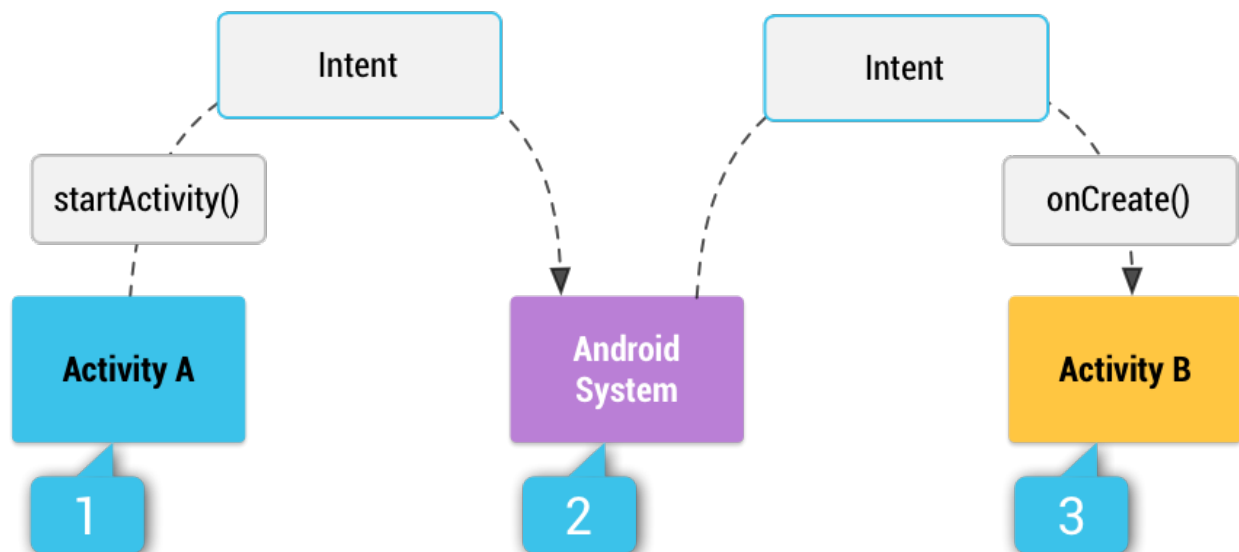 Intent
Intent
startActivity()
onCreate()
Activity A
Android
System
Activity B
1
2
3